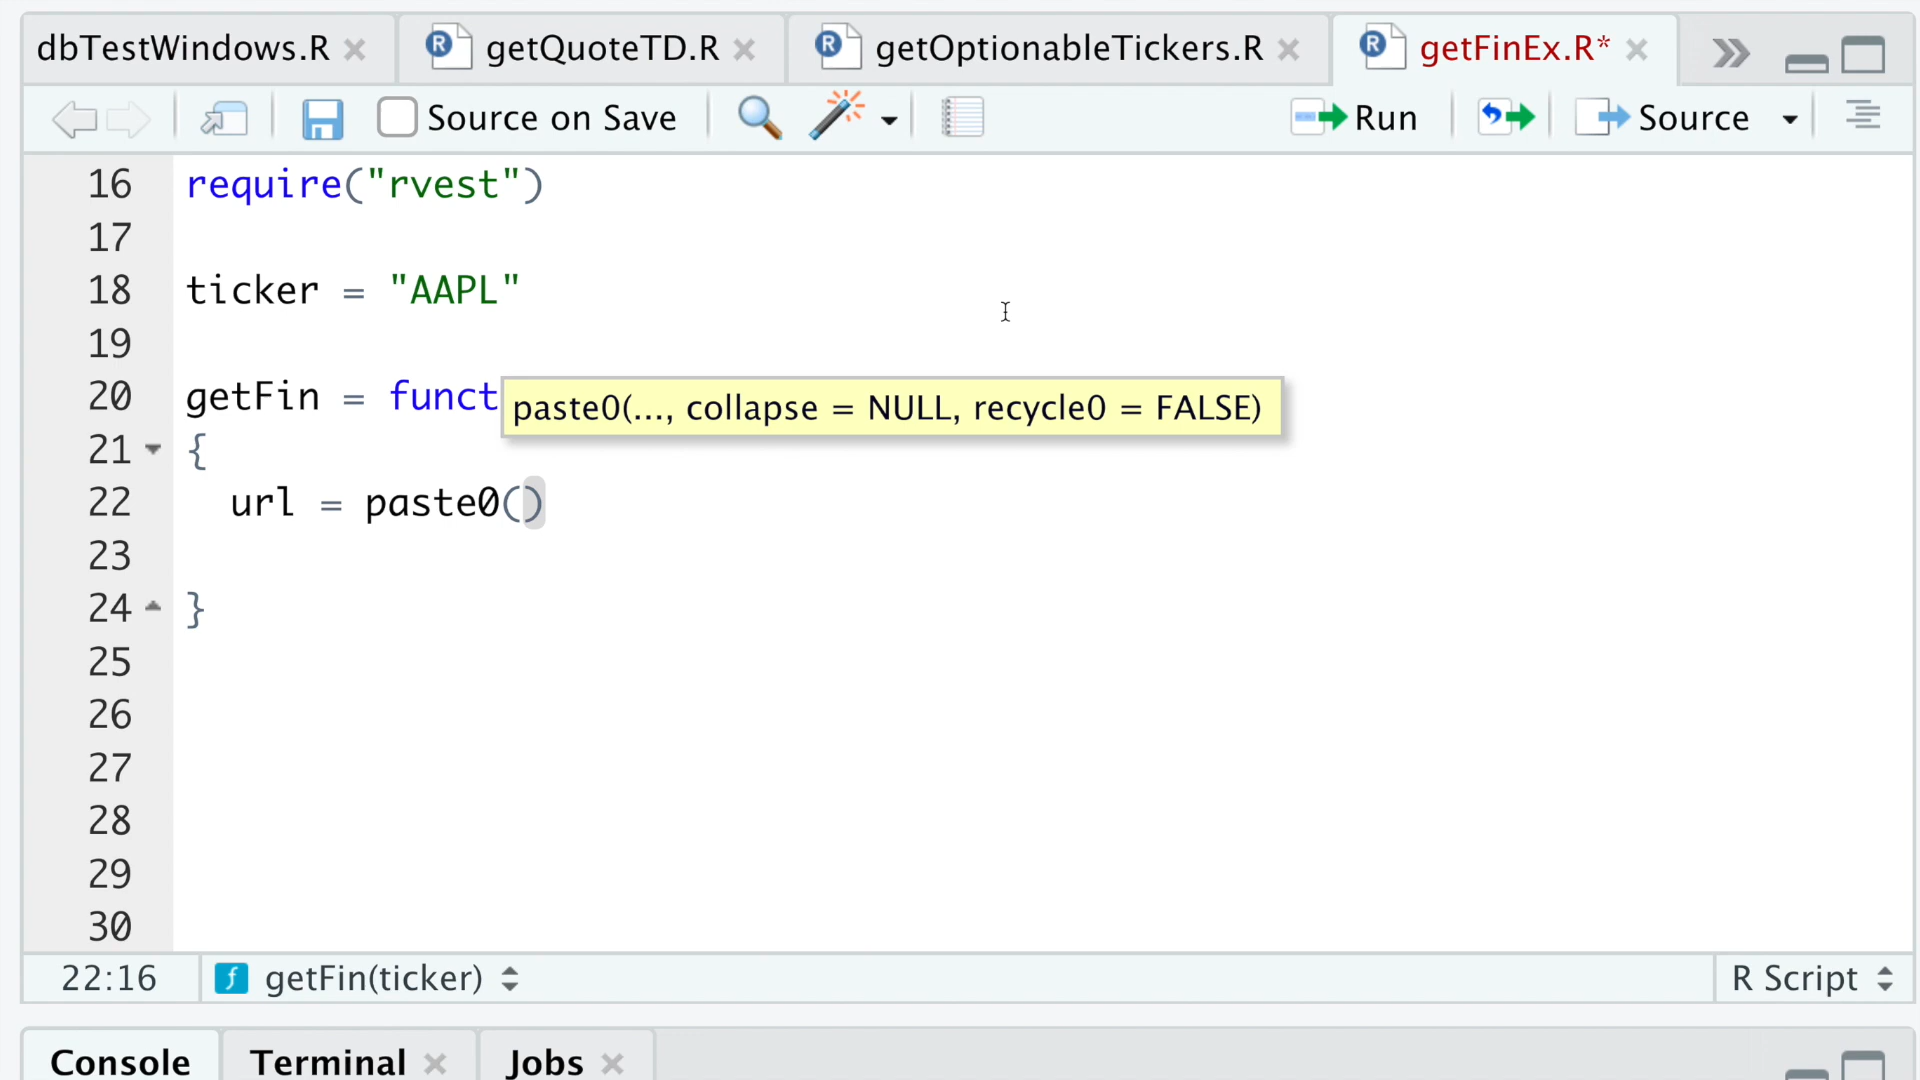 dbTestWindows.R getQuoteTD.R getOptionableTickers.R getFinEx.R*
Source on Save Run Source
16 require("rvest")
17
18 ticker = "AAPL"
19
20 getFin = funct
paste0(..., collapse = NULL, recycle0 = FALSE)
21 {
22 url = paste0()
23
24 }
25
26
27
28
29
30
22:16 getFin(ticker) R Script
Console Terminal Jobs